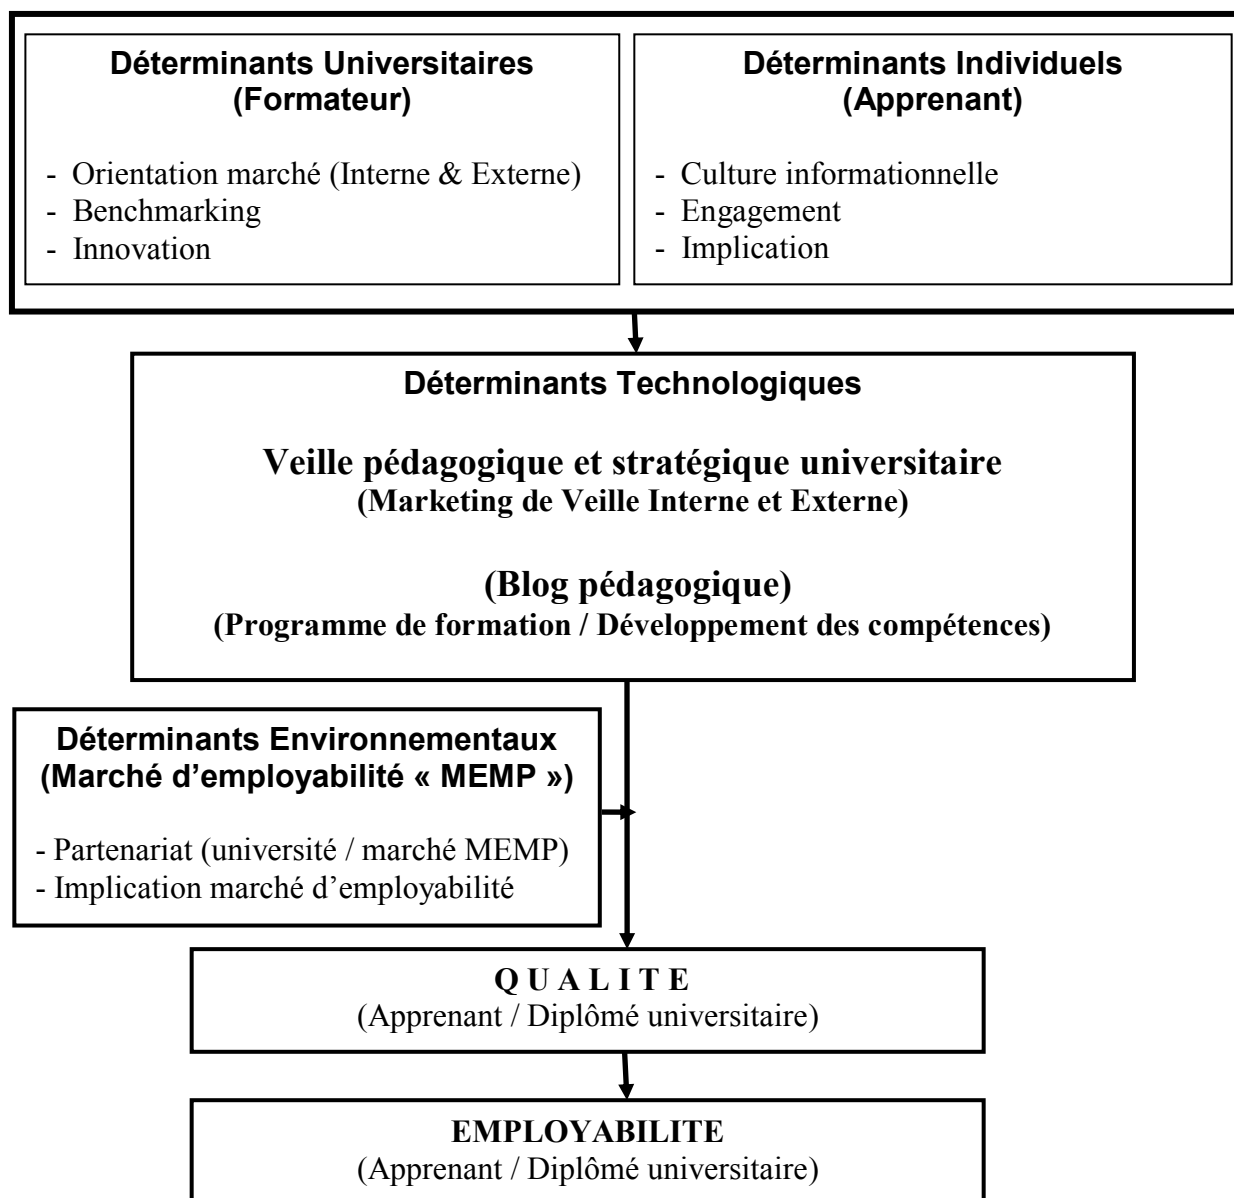 Déterminants Universitaires
(Formateur)
- Orientation marché (Interne & Externe)
- Benchmarking
- Innovation
Déterminants Individuels
(Apprenant)
- Culture informationnelle
- Engagement
- Implication
Déterminants Technologiques
Veille pédagogique et stratégique universitaire
(Marketing de Veille Interne et Externe)
(Blog pédagogique)
(Programme de formation / Développement des compétences)
Déterminants Environnementaux
(Marché d’employabilité « MEMP »)
- Partenariat (université / marché MEMP)
- Implication marché d’employabilité
Q U A L I T E
(Apprenant / Diplômé universitaire)
EMPLOYABILITE
(Apprenant / Diplômé universitaire)